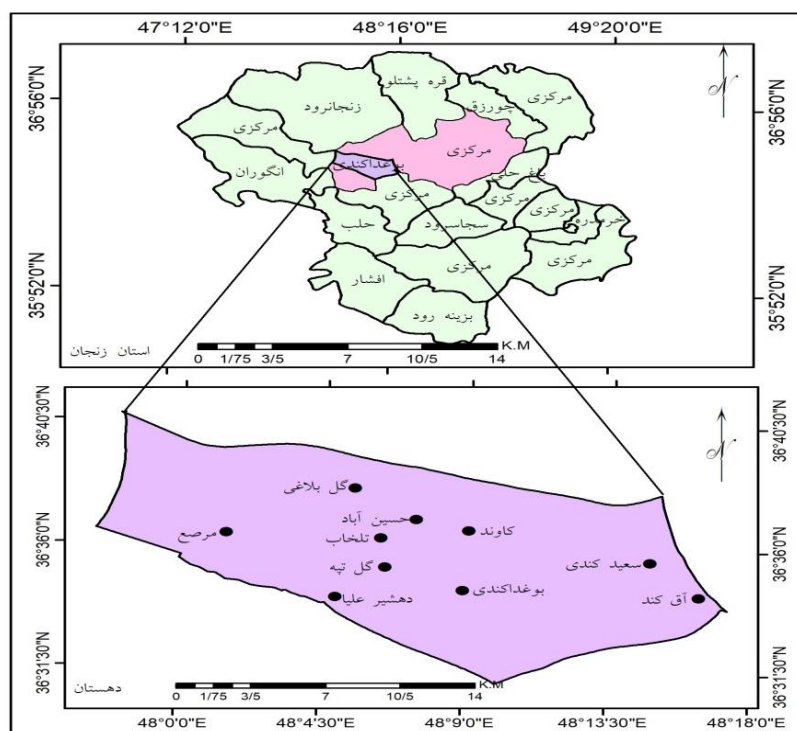 47°12'0"E 48°16'0"E 49°20'0"E
36°56'0"N
35°52'0"N
36°56'0"N
35°52'0"N
N
قره پشتلو
زنجانرود
چورزق
مرکزی
مرکزی
مرکزی
بوغداکندی
انگوران
باغ حلی
مرکزی
مرکزی
مرکزی
خرمدره
حلب
سجاسرود
مرکزی
مرکزی
افشار
بزینه رود
استان زنجان
K.M
0 1/75 3/5 7 10/5 14
36°40'30"N
36°36'0"N
36°31'30"N
36°40'30"N
36°36'0"N
36°31'30"N
N
گل بلاغی
حسین آباد
مرصع
تلخاب
کاوند
گل تپه
سعید کندی
دهشیر علیا
بوغداکندی
آق کند
دهستان
K.M
0 1/75 3/5 7 10/5 14
48°0'0"E 48°4'30"E 48°9'0"E 48°13'30"E 48°18'0"E